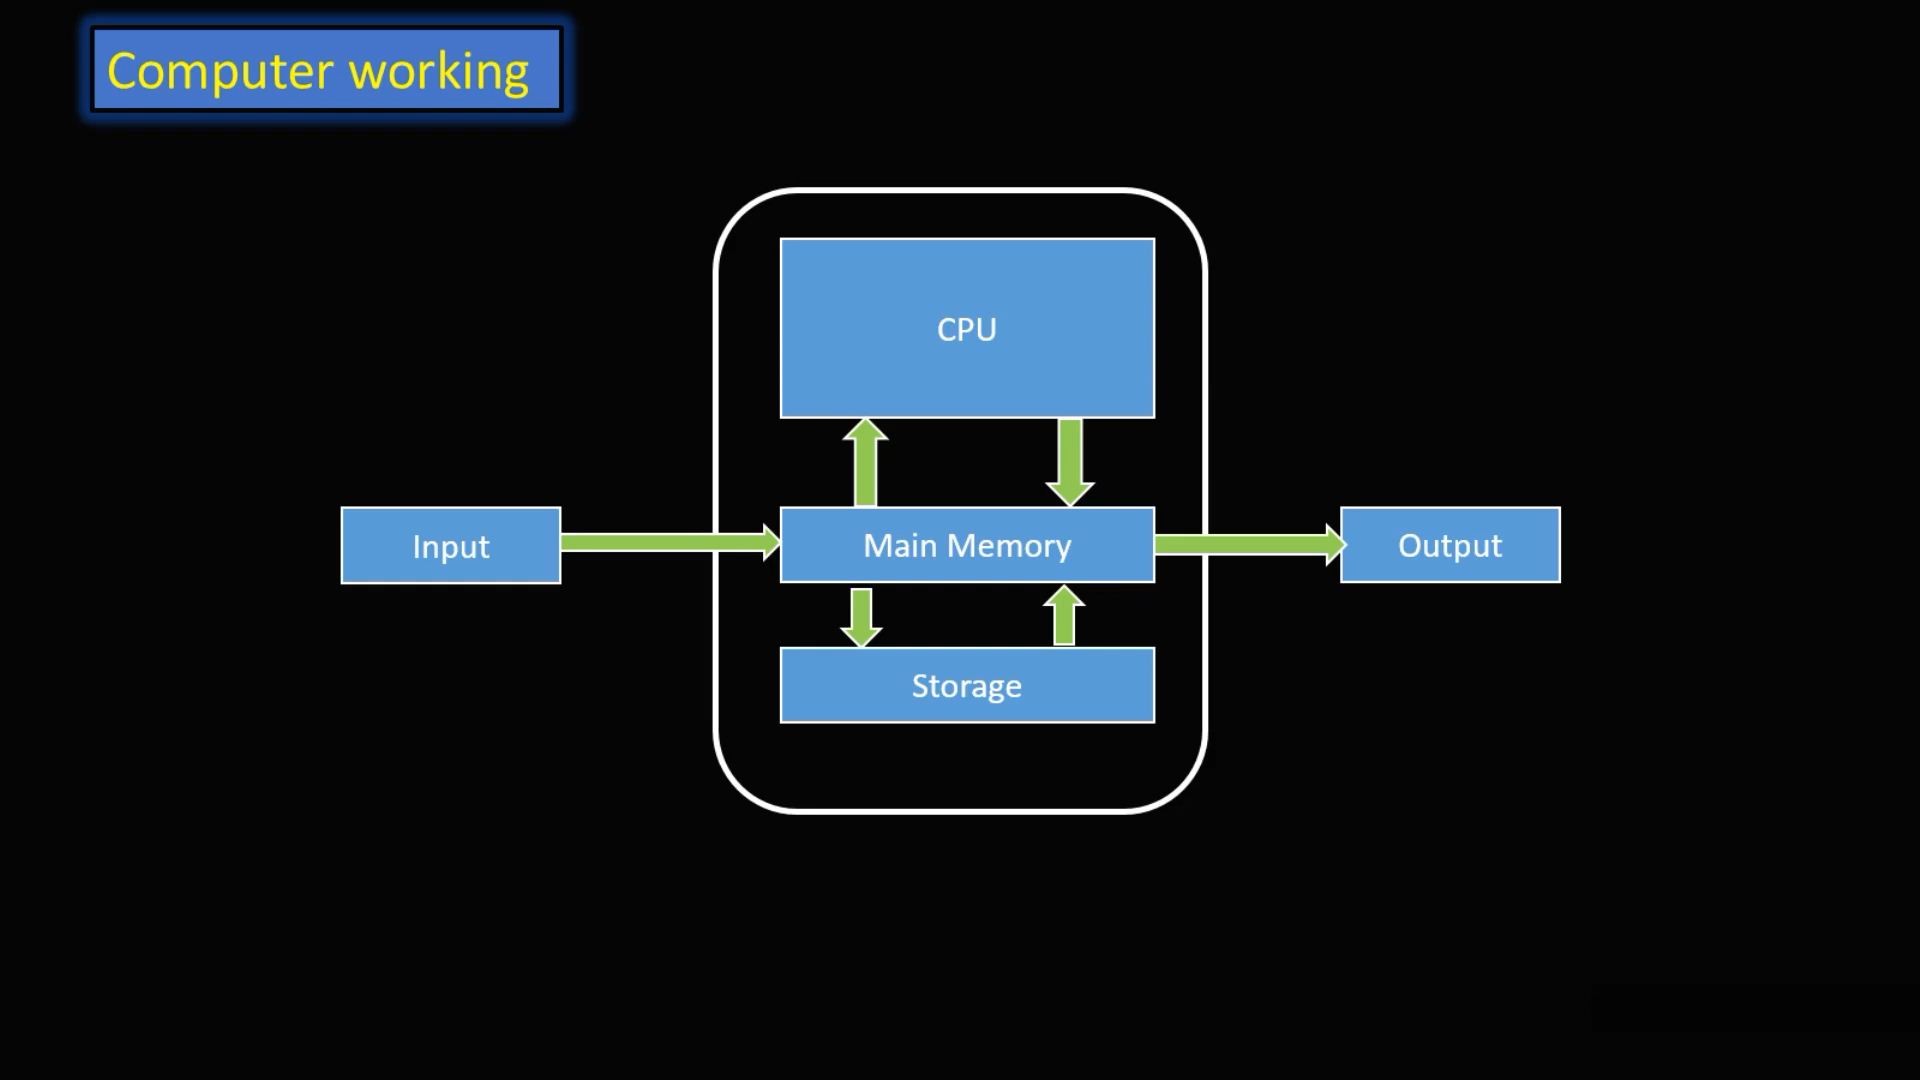 Computer working
CPU
Input
Main Memory
Output
Storage